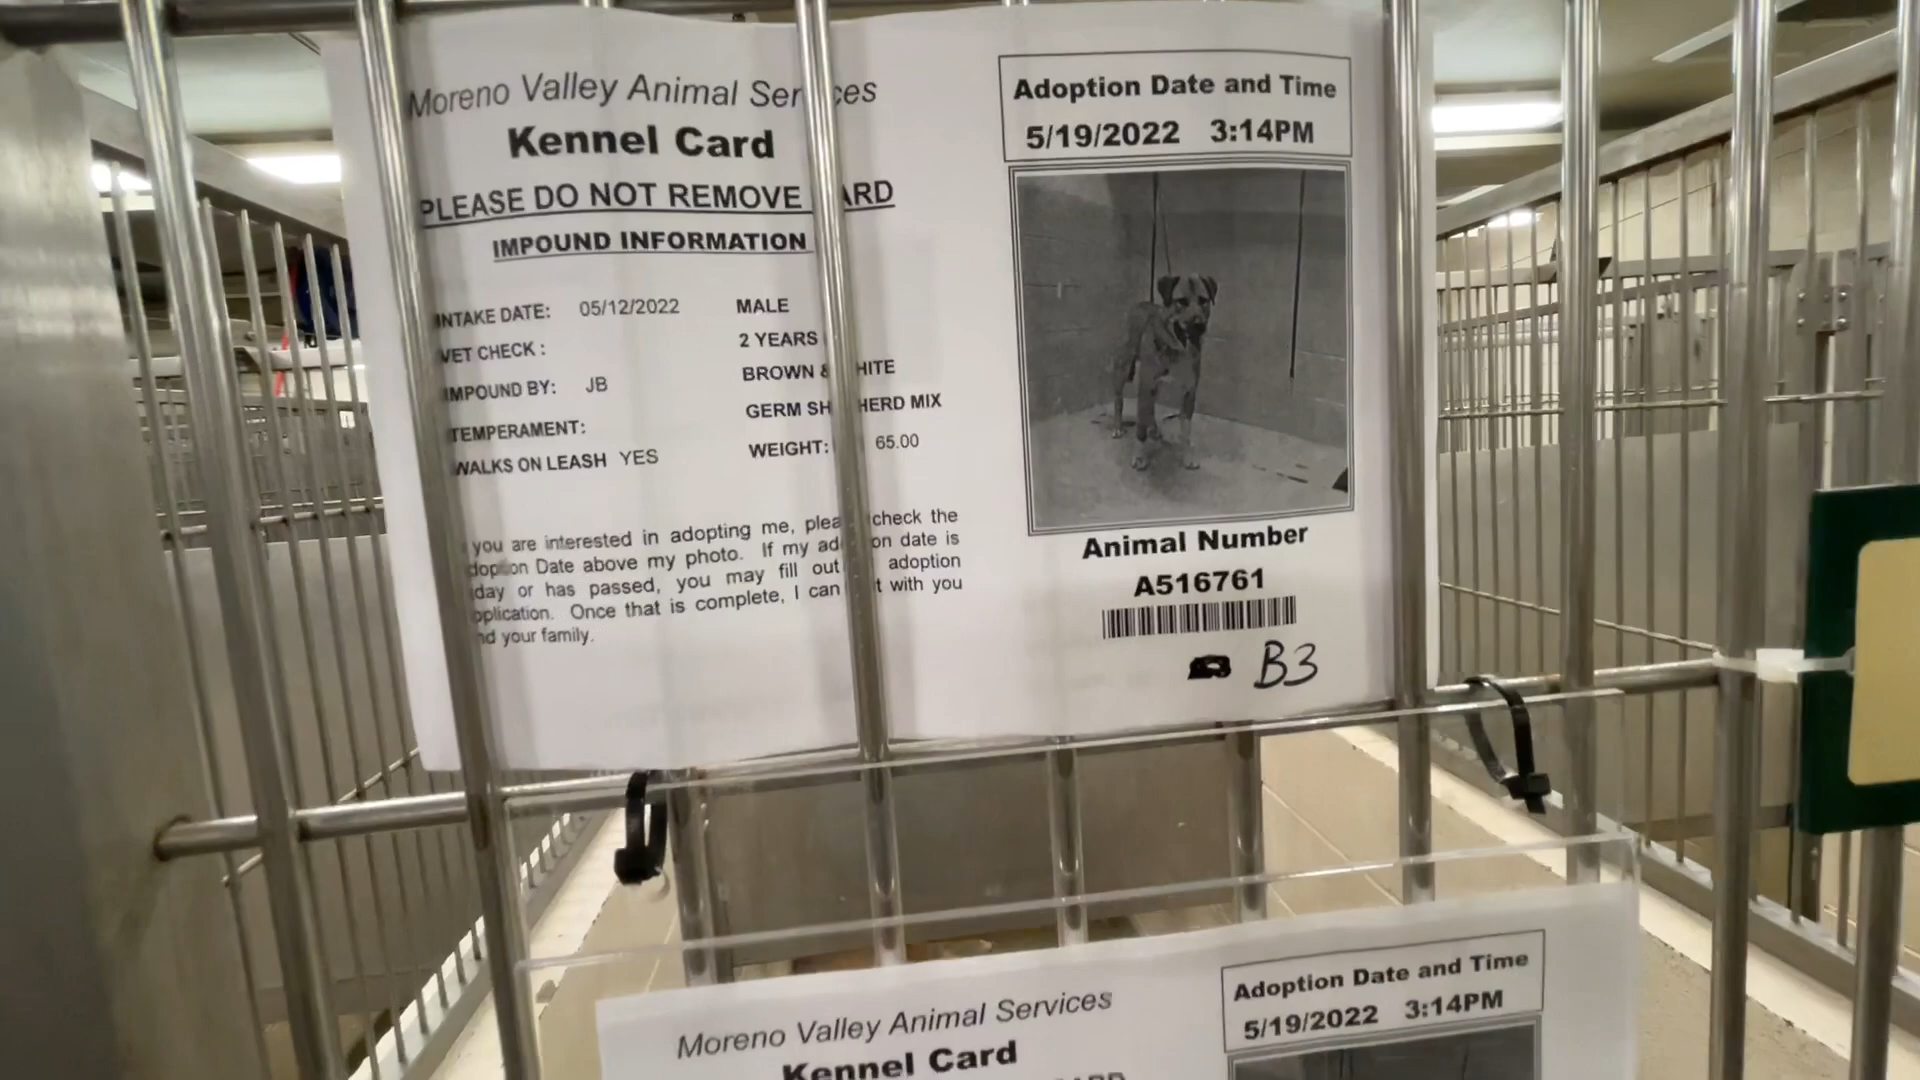 Moreno Valley Animal Ser ces
Kennel Card
PLEASE DO NOT REMOVE ARD
IMPOUND INFORMATION
INTAKE DATE: 05/12/2022 MALE
VET CHECK : 2 YEARS
IMPOUND BY: JB BROWN & HITE
TEMPERAMENT: GERM SH HERD MIX
WALKS ON LEASH YES WEIGHT: 65.00
you are interested in adopting me, plea check the
doption Date above my photo. If my ad on date is
day or has passed, you may fill out adoption
pplication. Once that is complete, I can t with you
nd your family.
Adoption Date and Time
5/19/2022 3:14PM
Animal Number
A516761
B3
Moreno Valley Animal Services
Kennel Card
Adoption Date and Time
5/19/2022 3:14PM